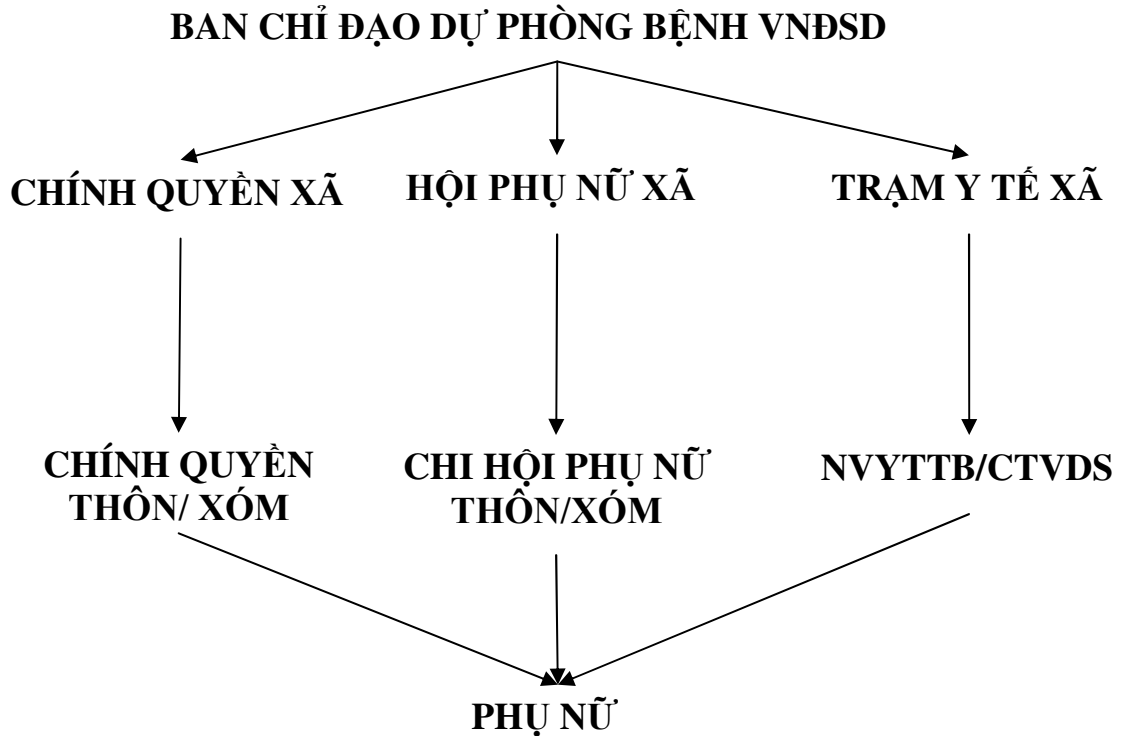 BAN CHỈ ĐẠO DỰ PHÒNG BỆNH VNĐSD
CHÍNH QUYỀN XÃ
HỘI PHỤ NỮ XÃ
TRẠM Y TẾ XÃ
CHÍNH QUYỀN
THÔN/ XÓM
CHI HỘI PHỤ NỮ
THÔN/XÓM
NVYTTB/CTVDS
PHỤ NỮ